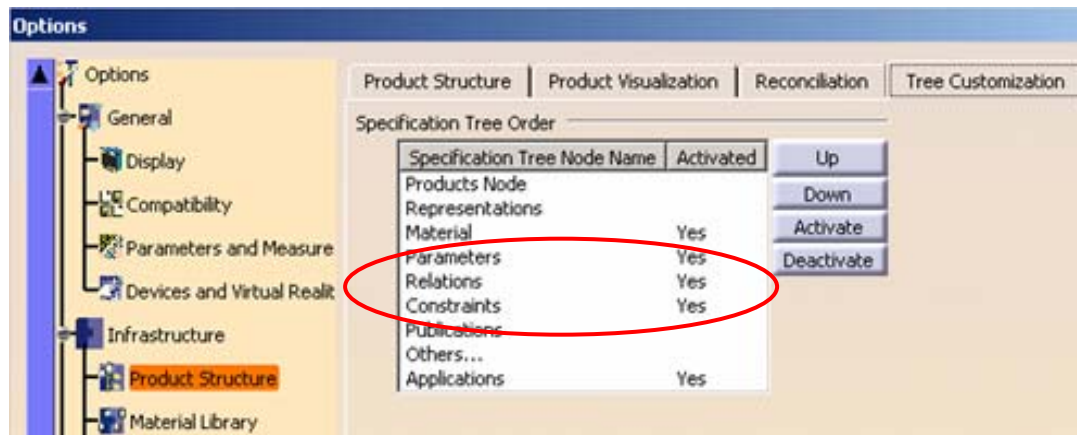 Options
Options
General
Display
Compatibility
Parameters and Measure
Devices and Virtual Realit
Infrastructure
Product Structure
Material Library
Product Structure Product Visualization Reconciliation Tree Customization
Specification Tree Order
Specification Tree Node Name Activated
Products Node
Representations
Material Yes
Parameters Yes
Relations Yes
Constraints Yes
Publications
Others...
Applications Yes
Up
Down
Activate
Deactivate